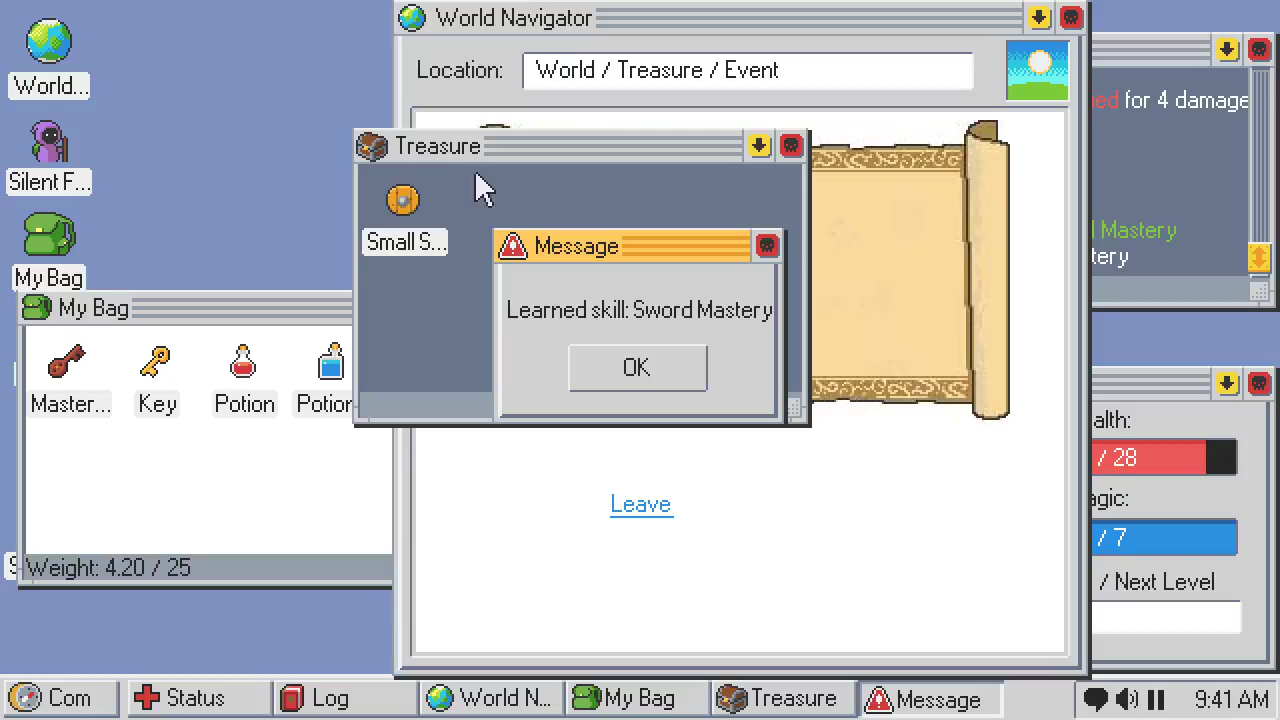 World Navigator
World...
Location:
World / Treasure / Event
for 4 damage
Treasure
Silent F...
Small S...
Mastery
Message
tery
My Bag
My Bag
Learned skill: Sword Mastery
OK
Master...
Key
Potion
Potion
alth:
/ 28
agic:
Leave
/ 7
Weight: 4.20 / 25
/ Next Level
Com
Status
Log
World N...
My Bag
Treasure
Message
9:41 AM